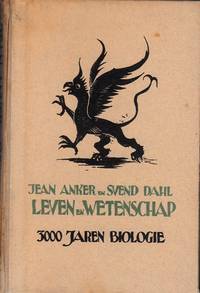 JEAN ANKER EN SVEND DAHL
LEVEN EN WETENSCHAP
3000 JAREN BIOLOGIE